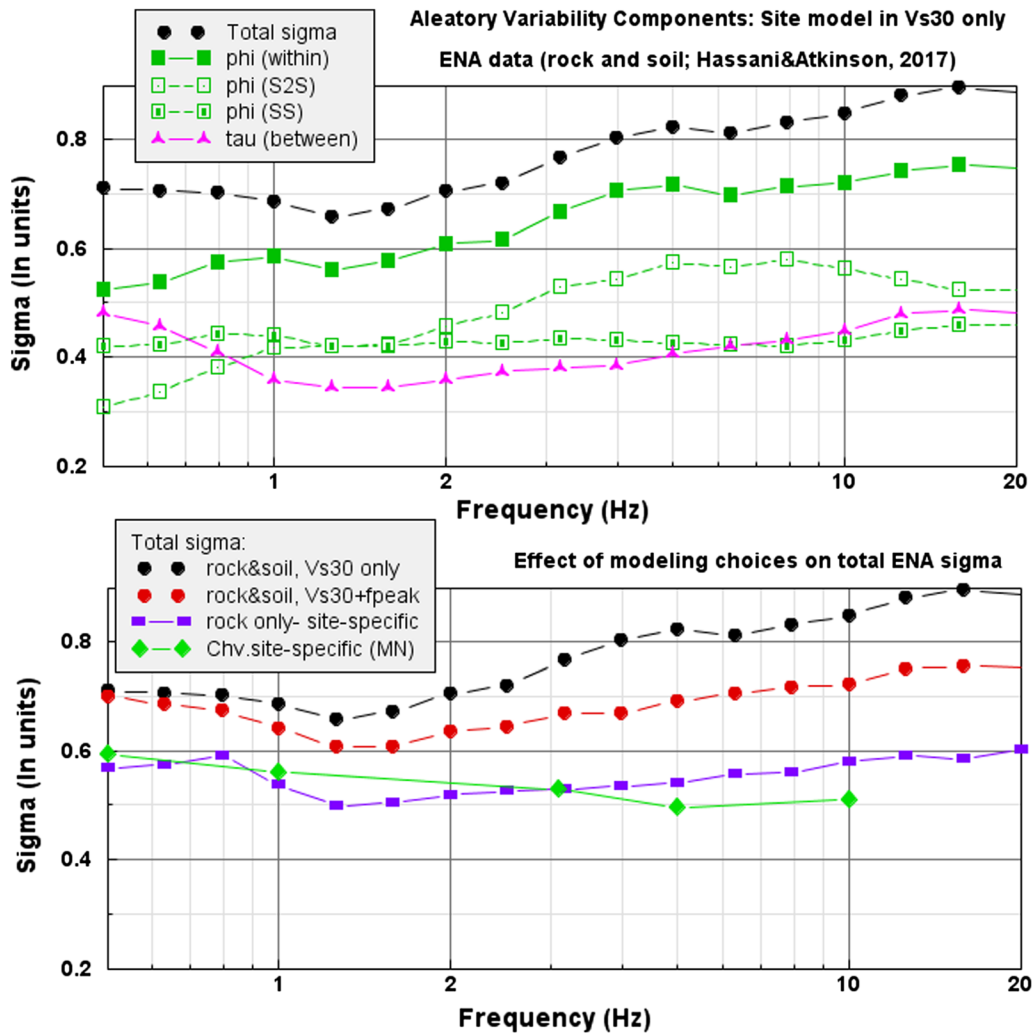 Aleatory Variability Components: Site model in Vs30 only
ENA data (rock and soil; Hassani&Atkinson, 2017)
Total sigma
phi (within)
phi (S2S)
phi (SS)
tau (between)
Sigma (ln units)
0.8
0.6
0.4
0.2
1
2
10
20
Frequency (Hz)
Effect of modeling choices on total ENA sigma
Total sigma:
rock&soil, Vs30 only
rock&soil, Vs30+fpeak
rock only- site-specific
Chv.site-specific (MN)
Sigma (ln units)
0.8
0.6
0.4
0.2
1
2
10
20
Frequency (Hz)